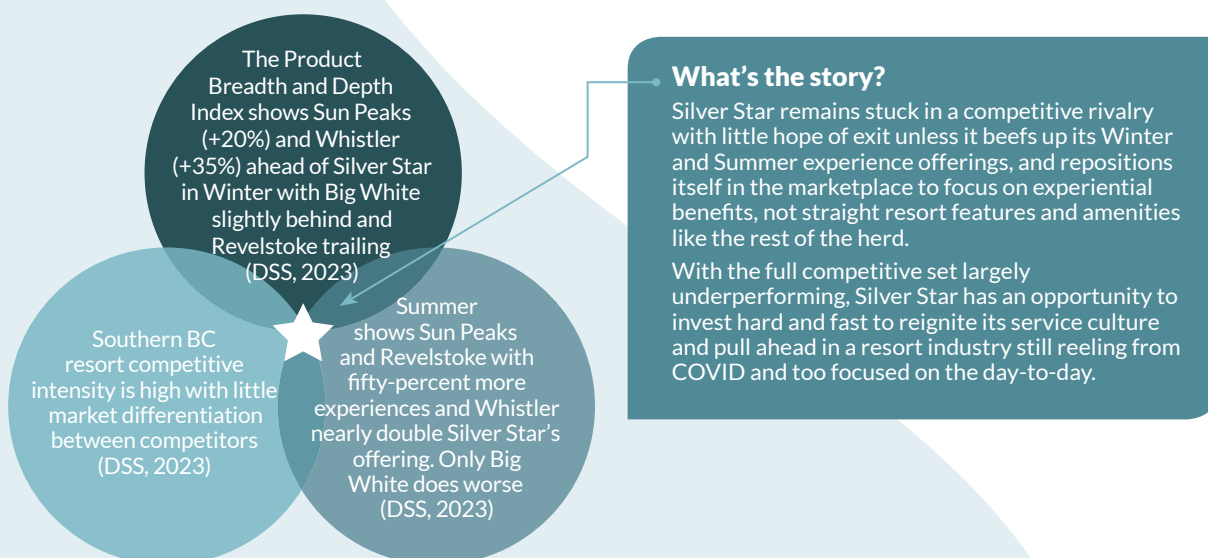 The Product
Breadth and Depth
Index shows Sun Peaks
(+20%) and Whistler
(+35%) ahead of Silver Star
in Winter with Big White
slightly behind and
Revelstoke trailing
(DSS, 2023)
Southern BC
resort competitive
intensity is high with little
market differentiation
between competitors
(DSS, 2023)
Summer
shows Sun Peaks
and Revelstoke with
fifty-percent more
experiences and Whistler
nearly double Silver Star’s
offering. Only Big
White does worse
(DSS, 2023)
What’s the story?
Silver Star remains stuck in a competitive rivalry
with little hope of exit unless it beefs up its Winter
and Summer experience offerings, and repositions
itself in the marketplace to focus on experiential
benefits, not straight resort features and amenities
like the rest of the herd.
With the full competitive set largely
underperforming, Silver Star has an opportunity to
invest hard and fast to reignite its service culture
and pull ahead in a resort industry still reeling from
COVID and too focused on the day-to-day.